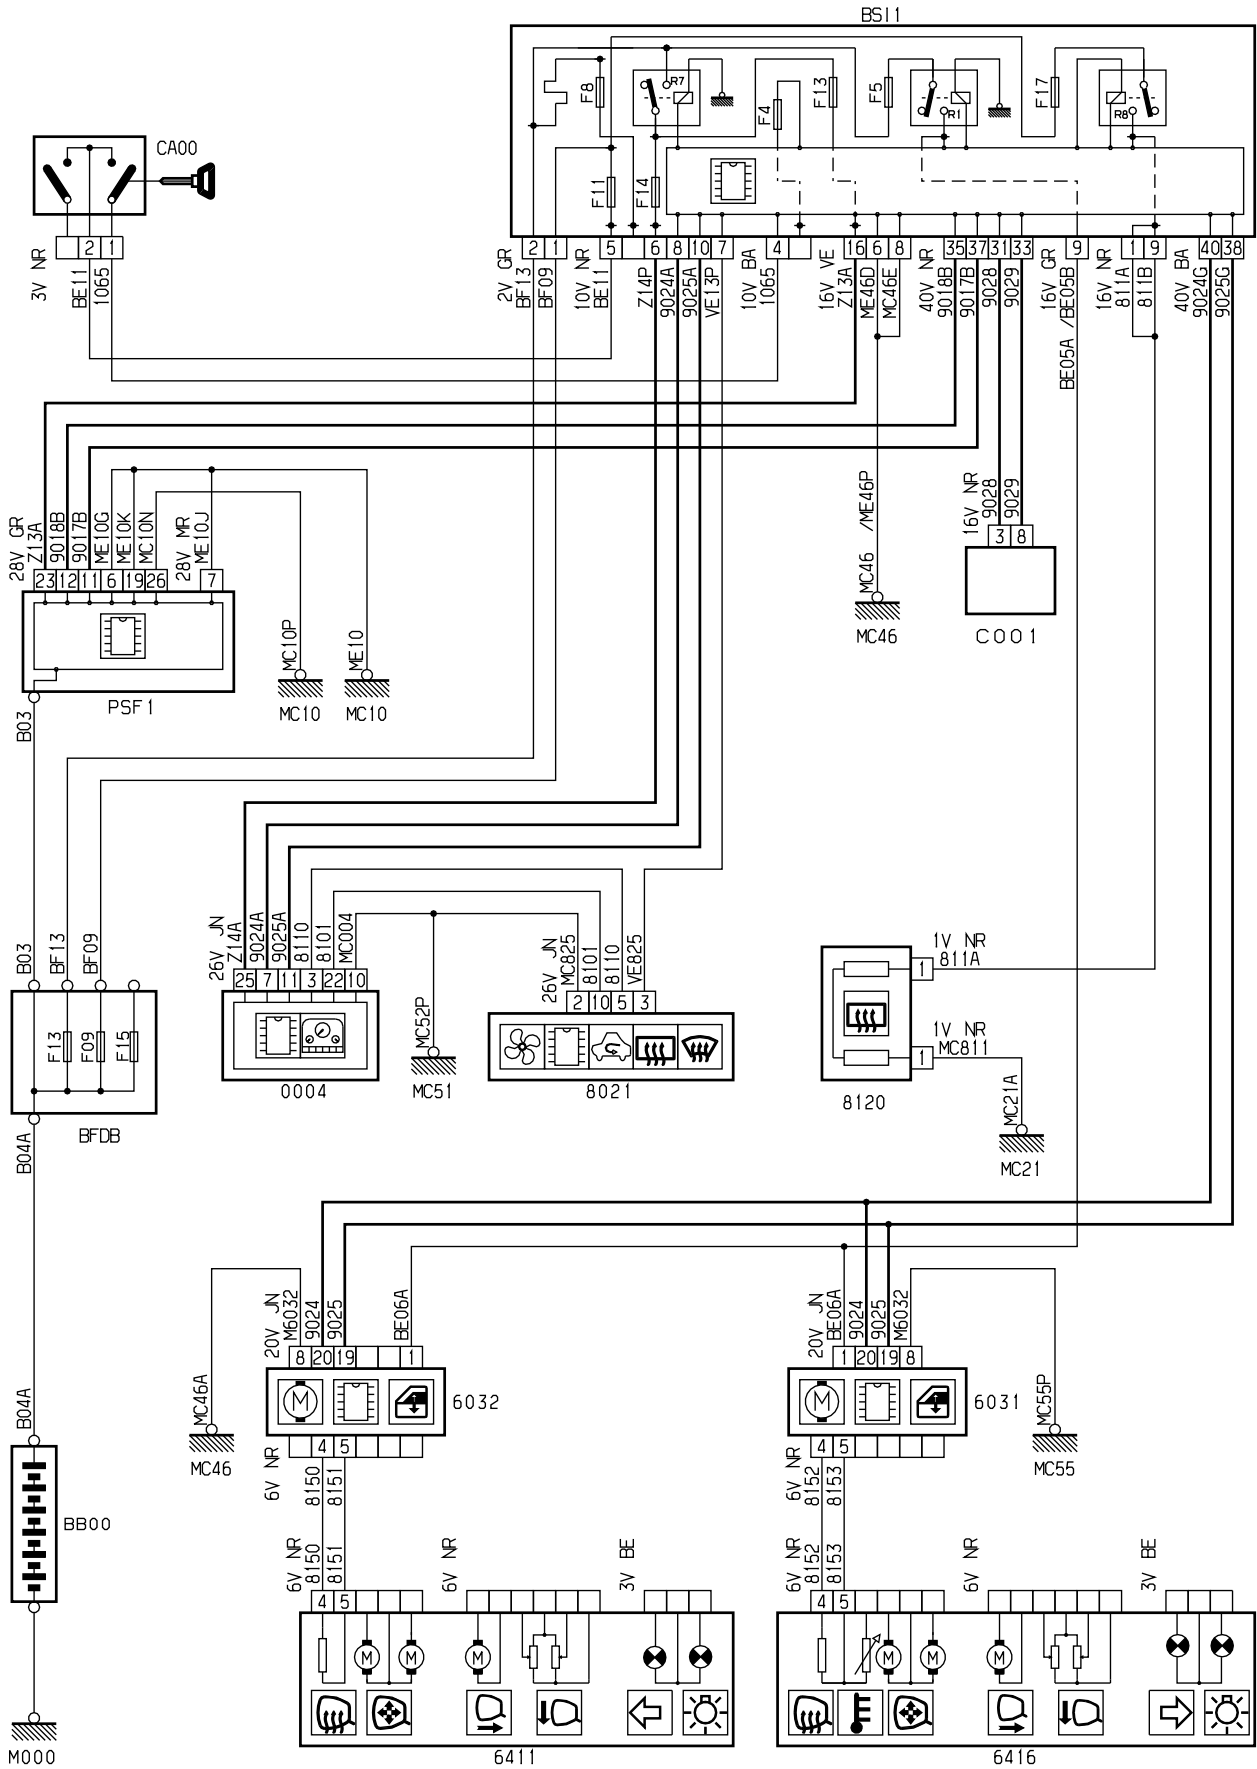 BSI1
F8
R7
F4
F13
F5
R1
F17
R8
F11
F14
CA00
2 1
3V NR
BE11
1065
2 1 5 6 8 10 7 4 16 6 8 35 37 31 33 9 1 9 40 38
2V GR
BF13
BF09
10V NR
BE11
Z14P
9024A
9025A
VE13P
10V BA
1065
16V VE
Z13A
ME46D
MC46E
40V NR
9018B
9017B
9028
9029
16V GR
BE05A /BE05B
16V NR
811A
811B
40V BA
9024G
9025G
28V GR
Z13A
9018B
9017B
ME10G
ME10K
MC10N
28V MR
ME10J
23 12 11 6 19 26 7
PSF1
B03
MC10P
ME10
MC10
MC10
MC46 /ME46P
MC46
16V NR
9028
9029
3 8
C001
B03
BF13
BF09
F13
F09
F15
BFDB
B04A
26V JN
Z14A
9024A
9025A
8110
8101
MC004
25 7 11 3 22 10
0004
MC52P
MC51
26V JN
MC825
8101
8110
VE825
2 10 5 3
8021
1V NR
811A
1
1V NR
MC811
1
8120
MC21A
MC21
20V JN
M6032
9024
9025
BE06A
8 20 19 1
M
6032
MC46A
MC46
6V NR
8150
8151
4 5
20V JN
BE06A
9024
9025
M6032
1 20 19 8
M
6031
MC55P
MC55
6V NR
8152
8153
4 5
B04A
BB00
M000
6V NR
8150
8151
6V NR
3V BE
4 5
M M M
6411
6V NR
8152
8153
6V NR
3V BE
4 5
M M M
6416